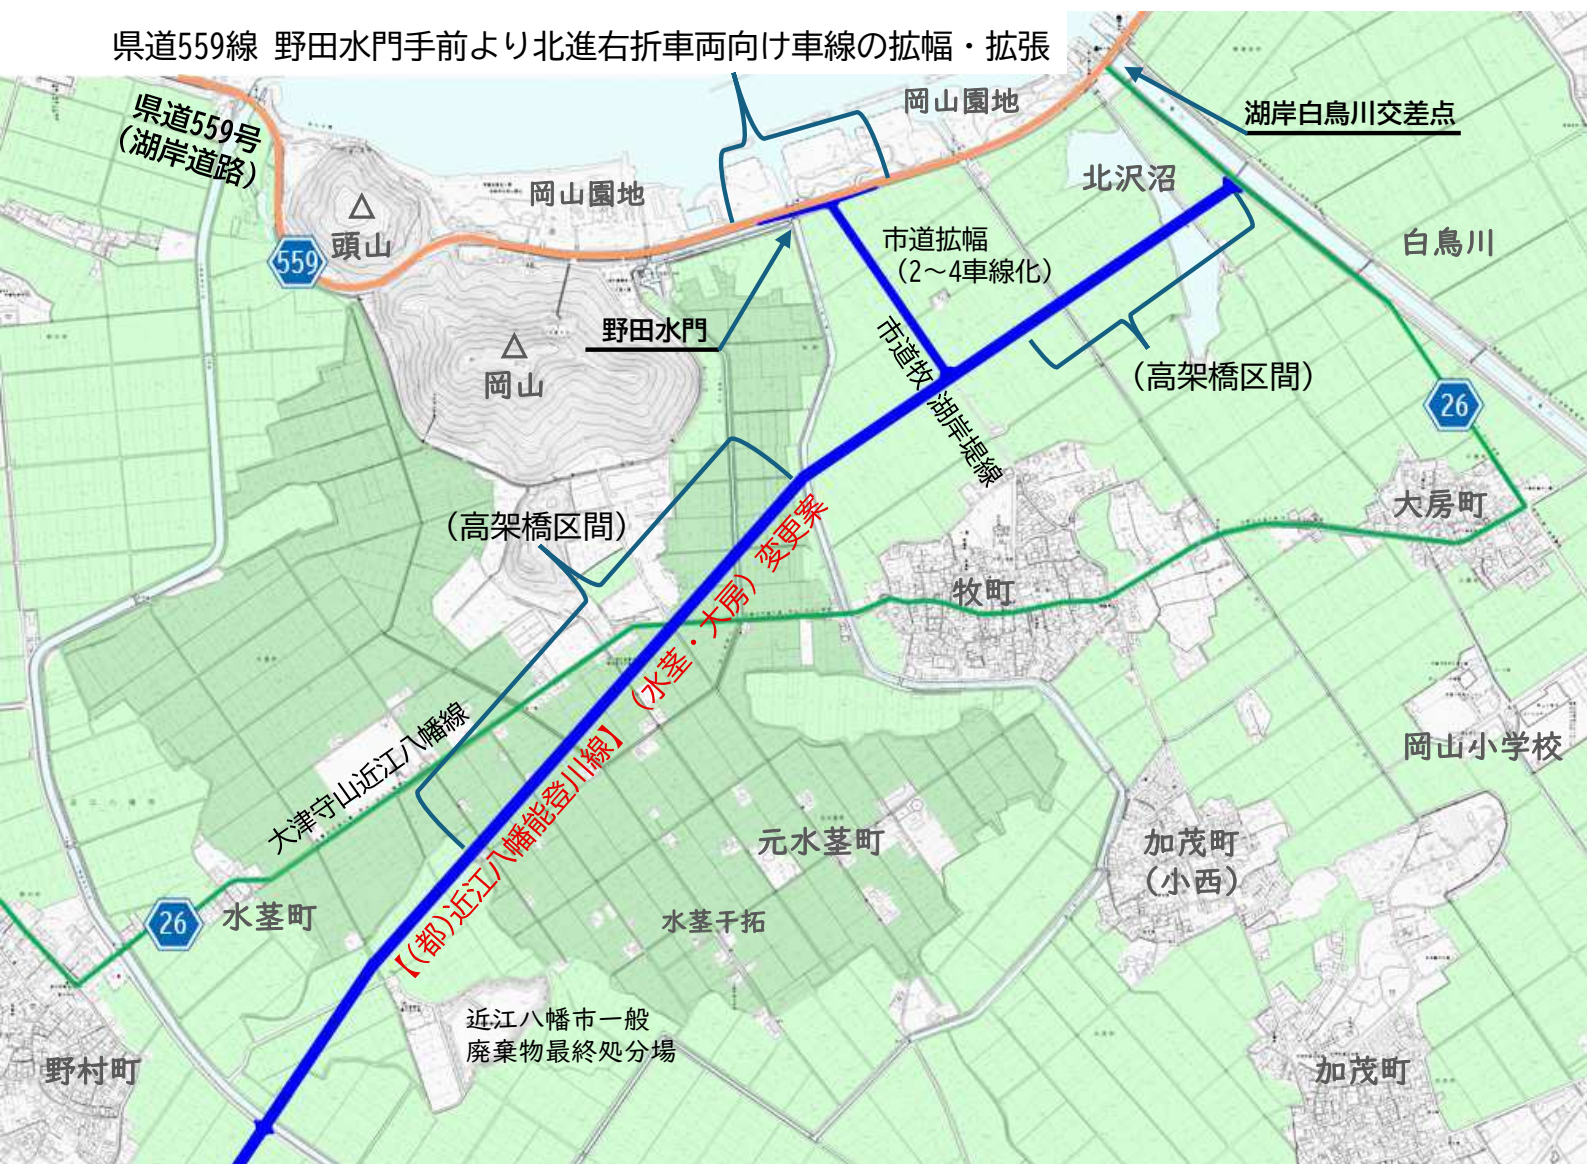 県道559線 野田水門手前より北進右折車両向け車線の拡幅・拡張
県道559号
（湖岸道路）
岡山園地
湖岸白鳥川交差点
北沢沼
岡山園地
頭山
559
白鳥川
市道拡幅
（2～4車線化）
野田水門
岡山
市道牧 湖岸堤線
（高架橋区間）
26
大房町
（高架橋区間）
牧町
【(都)近江八幡能登川線】（水茎・大房）変更案
大津守山近江八幡線
岡山小学校
元水茎町
加茂町
（小西）
水茎町
26
水茎干拓
近江八幡市一般
廃棄物最終処分場
野村町
加茂町